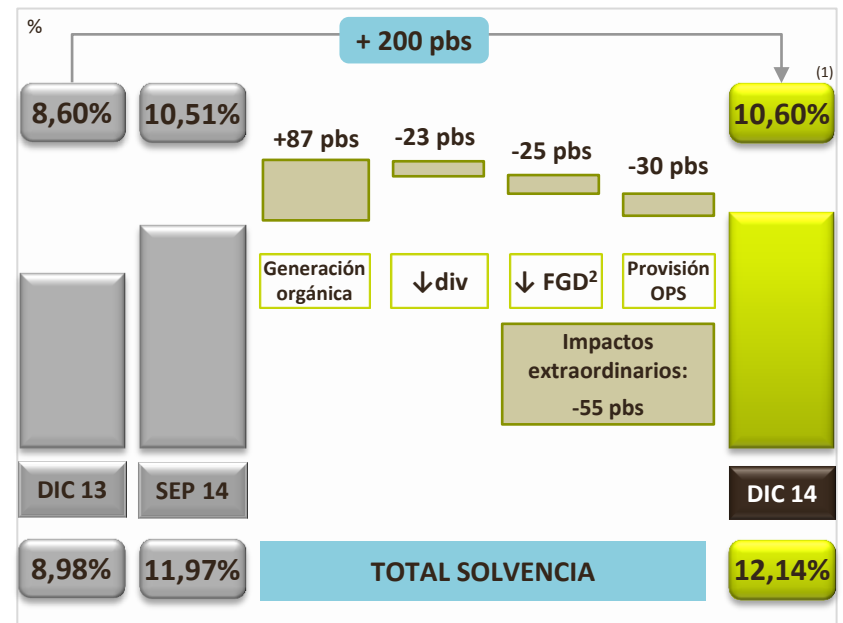 %
+ 200 pbs
(1)
8,60%
10,51%
10,60%
+87 pbs
-23 pbs
-25 pbs
-30 pbs
Generación
orgánica
↓div
↓ FGD²
Provisión
OPS
Impactos
extraordinarios:
-55 pbs
DIC 13
SEP 14
DIC 14
8,98%
11,97%
TOTAL SOLVENCIA
12,14%